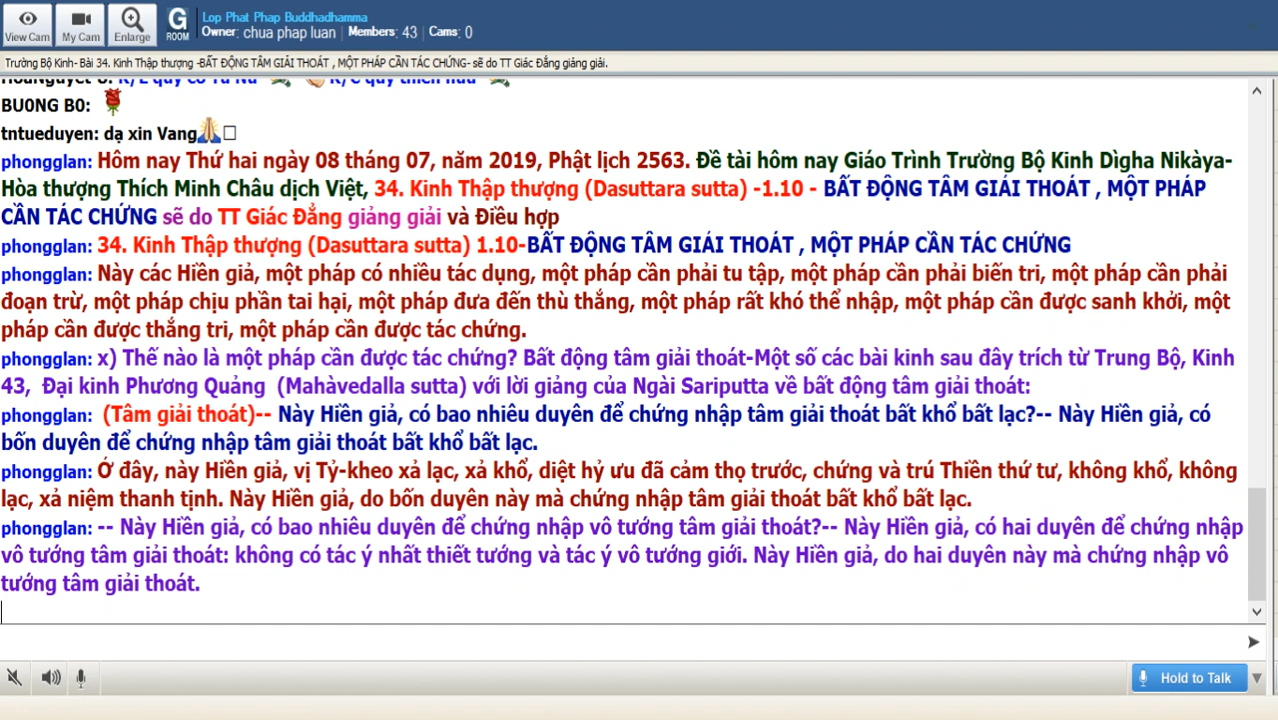 View Cam
My Cam
Enlarge
G
ROOM
Lop Phat Phap Buddhadhamma
Owner: chua phap luan | Members: 43 | Cams: 0
Trường Bộ Kinh- Bài 34. Kinh Thập thượng -BẤT ĐỘNG TÂM GIẢI THOÁT , MỘT PHÁP CẦN TÁC CHỨNG- sẽ do TT Giác Đẳng giảng giải.
BU0NG B0:
tntueduyen: dạ xin Vang
phongglan: Hôm nay Thứ hai ngày 08 tháng 07, năm 2019, Phật lịch 2563. Đề tài hôm nay Giáo Trình Trường Bộ Kinh Dìgha Nikàya-
Hòa thượng Thích Minh Châu dịch Việt, 34. Kinh Thập thượng (Dasuttara sutta) -1.10 - BẤT ĐỘNG TÂM GIẢI THOÁT , MỘT PHÁP
CẦN TÁC CHỨNG sẽ do TT Giác Đẳng giảng giải và Điều hợp
phongglan: 34. Kinh Thập thượng (Dasuttara sutta) 1.10-BẤT ĐỘNG TÂM GIẢI THOÁT , MỘT PHÁP CẦN TÁC CHỨNG
phongglan: Này các Hiền giả, một pháp có nhiều tác dụng, một pháp cần phải tu tập, một pháp cần phải biến tri, một pháp cần phải
đoạn trừ, một pháp chịu phần tai hại, một pháp đưa đến thù thắng, một pháp rất khó thể nhập, một pháp cần được sanh khởi, một
pháp cần được thắng tri, một pháp cần được tác chứng.
phongglan: x) Thế nào là một pháp cần được tác chứng? Bất động tâm giải thoát-Một số các bài kinh sau đây trích từ Trung Bộ, Kinh
43, Đại kinh Phương Quảng (Mahàvedalla sutta) với lời giảng của Ngài Sariputta về bất động tâm giải thoát:
phongglan: (Tâm giải thoát)-- Này Hiền giả, có bao nhiêu duyên để chứng nhập tâm giải thoát bất khổ bất lạc?-- Này Hiền giả, có
bốn duyên để chứng nhập tâm giải thoát bất khổ bất lạc.
phongglan: Ở đây, này Hiền giả, vị Tỷ-kheo xả lạc, xả khổ, diệt hỷ ưu đã cảm thọ trước, chứng và trú Thiền thứ tư, không khổ, không
lạc, xả niệm thanh tịnh. Này Hiền giả, do bốn duyên này mà chứng nhập tâm giải thoát bất khổ bất lạc.
phongglan: -- Này Hiền giả, có bao nhiêu duyên để chứng nhập vô tướng tâm giải thoát?-- Này Hiền giả, có hai duyên để chứng nhập
vô tướng tâm giải thoát: không có tác ý nhất thiết tướng và tác ý vô tướng giới. Này Hiền giả, do hai duyên này mà chứng nhập vô
tướng tâm giải thoát.
Hold to Talk